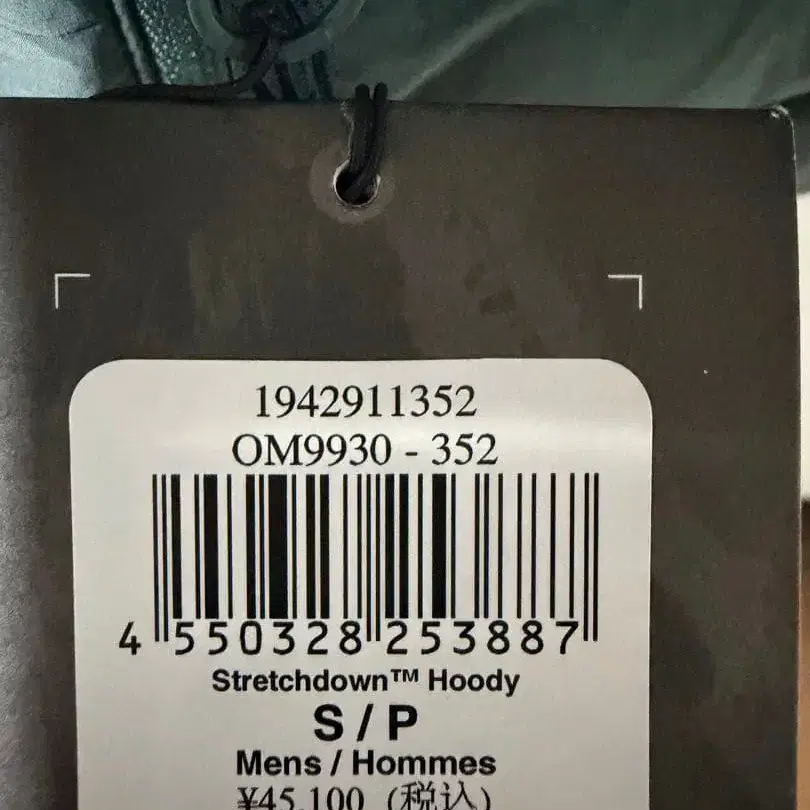 1942911352
OM9930 - 352
4 550328 253887
Stretchdown™ Hoody
S / P
Mens / Hommes
¥45,100 (税込)